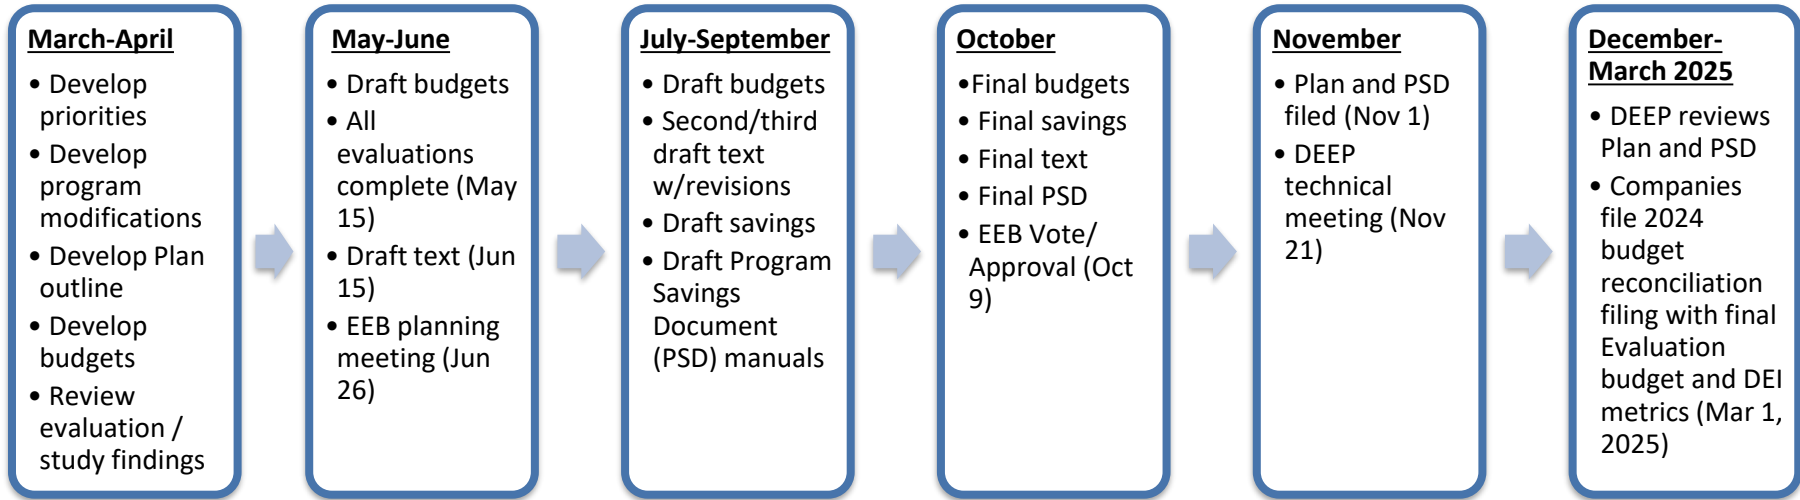 March-April
• Develop
priorities
• Develop
program
modifications
• Develop Plan
outline
• Develop
budgets
• Review
evaluation /
study findings
May-June
• Draft budgets
• All
evaluations
complete (May
15)
• Draft text (Jun
15)
• EEB planning
meeting (Jun
26)
July-September
• Draft budgets
• Second/third
draft text
w/revisions
• Draft savings
• Draft Program
Savings
Document
(PSD) manuals
October
•Final budgets
• Final savings
• Final text
• Final PSD
• EEB Vote/
Approval (Oct
9)
November
• Plan and PSD
filed (Nov 1)
• DEEP
technical
meeting (Nov
21)
December-
March 2025
• DEEP reviews
Plan and PSD
• Companies
file 2024
budget
reconciliation
filing with final
Evaluation
budget and DEI
metrics (Mar 1,
2025)